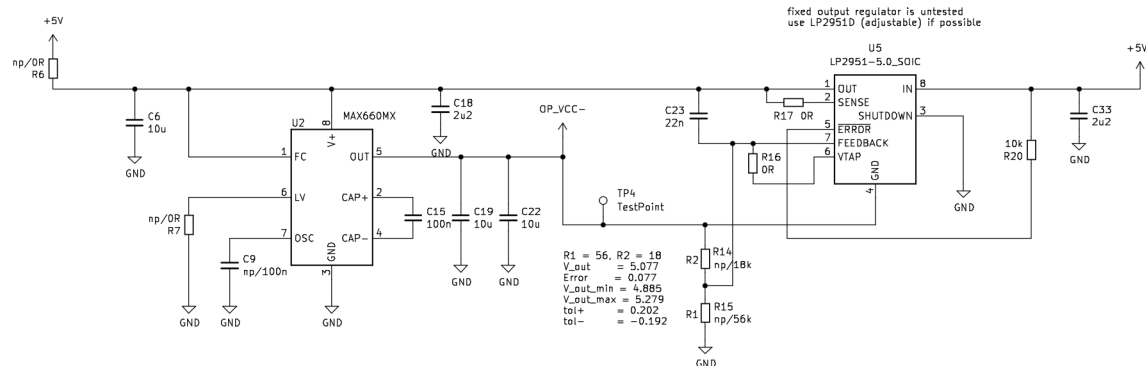 fixed output regulator is untested
use LP2951D (adjustable) if possible
+5V
np/0R
R6
C6
10u
GND
U2
MAX660MX
8
V+
1
FC
OUT
5
6
LV
CAP+
2
7
OSC
CAP-
4
GND
3
GND
np/0R
R7
GND
C9
np/100n
GND
C18
2u2
GND
C15
100n
C19
10u
GND
C22
10u
GND
OP_VCC-
TP4
TestPoint
R1 = 56, R2 = 18
V_out = 5.077
Error = 0.077
V_out_min = 4.885
V_out_max = 5.279
tol+ = 0.202
tol- = -0.192
C23
22n
R16
0R
R17 0R
R2
R14
np/18k
R1
R15
np/56k
GND
U5
LP2951-5.0_SOIC
1
OUT
IN
8
2
SENSE
SHUTDOWN
3
5
ERROR
7
FEEDBACK
6
VTAP
GND
4
GND
10k
R20
+5V
C33
2u2
GND